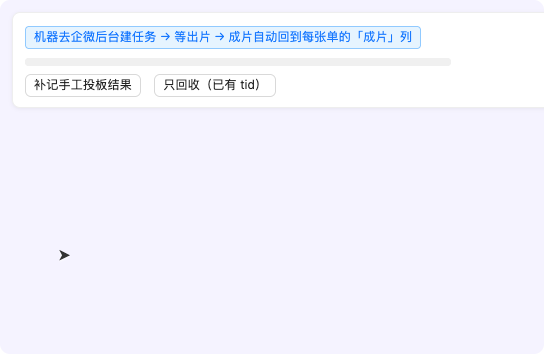 机器去企微后台建任务 → 等出片 → 成片自动回到每张单的「成片」列
补记手工投板结果
只回收（已有 tid）